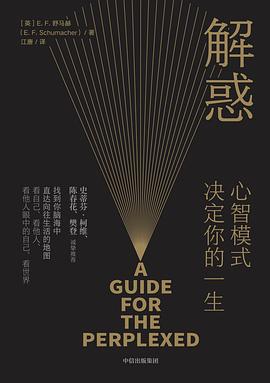 [英] E. F. 舒马赫
(E. F. Schumacher) | 著
江唐 | 译
解惑
心智模式
决定你的一生
史蒂芬·柯维、
陈春花、樊登 诚挚推荐
找到你脑海中
直达向往生活的地图
看自己、看他人、
看他人眼中的自己、看世界
A
GUIDE
FOR
THE
PERPLEXED
中信出版集团